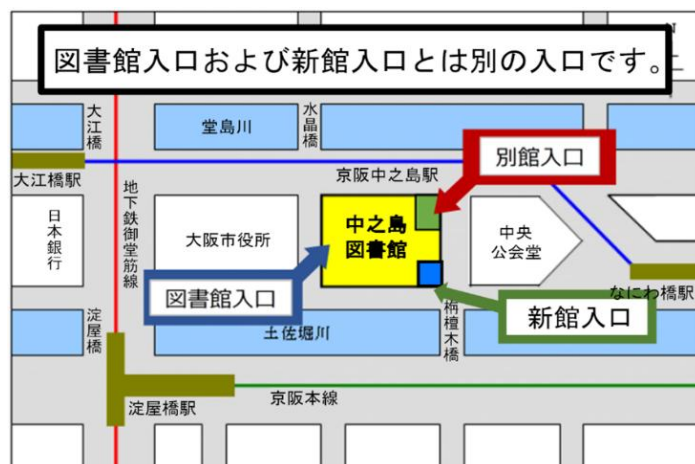 図書館入口および新館入口とは別の入口です。
N
大江橋
堂島川
水晶橋
別館入口
大江橋駅
京阪中之島駅
日本銀行
地下鉄御堂筋線
大阪市役所
中之島
図書館
中央
公会堂
図書館入口
なにわ橋駅
新館入口
淀屋橋
土佐堀川
栴檀木橋
淀屋橋駅
京阪本線